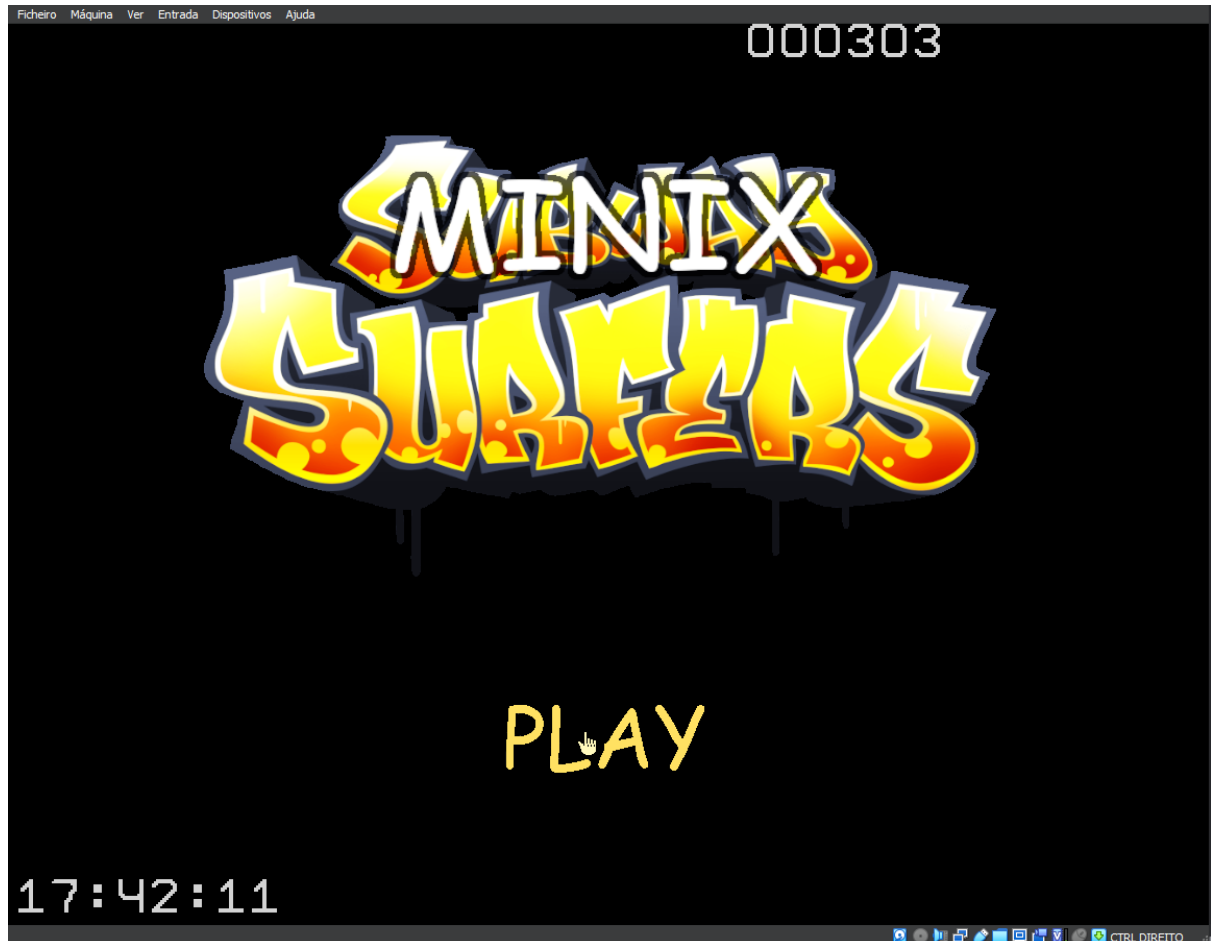 Ficheiro Máquina Ver Entrada Dispositivos Ajuda
000303
MINIX
SURFERS
PLAY
17:42:11
CTRL DIREITO